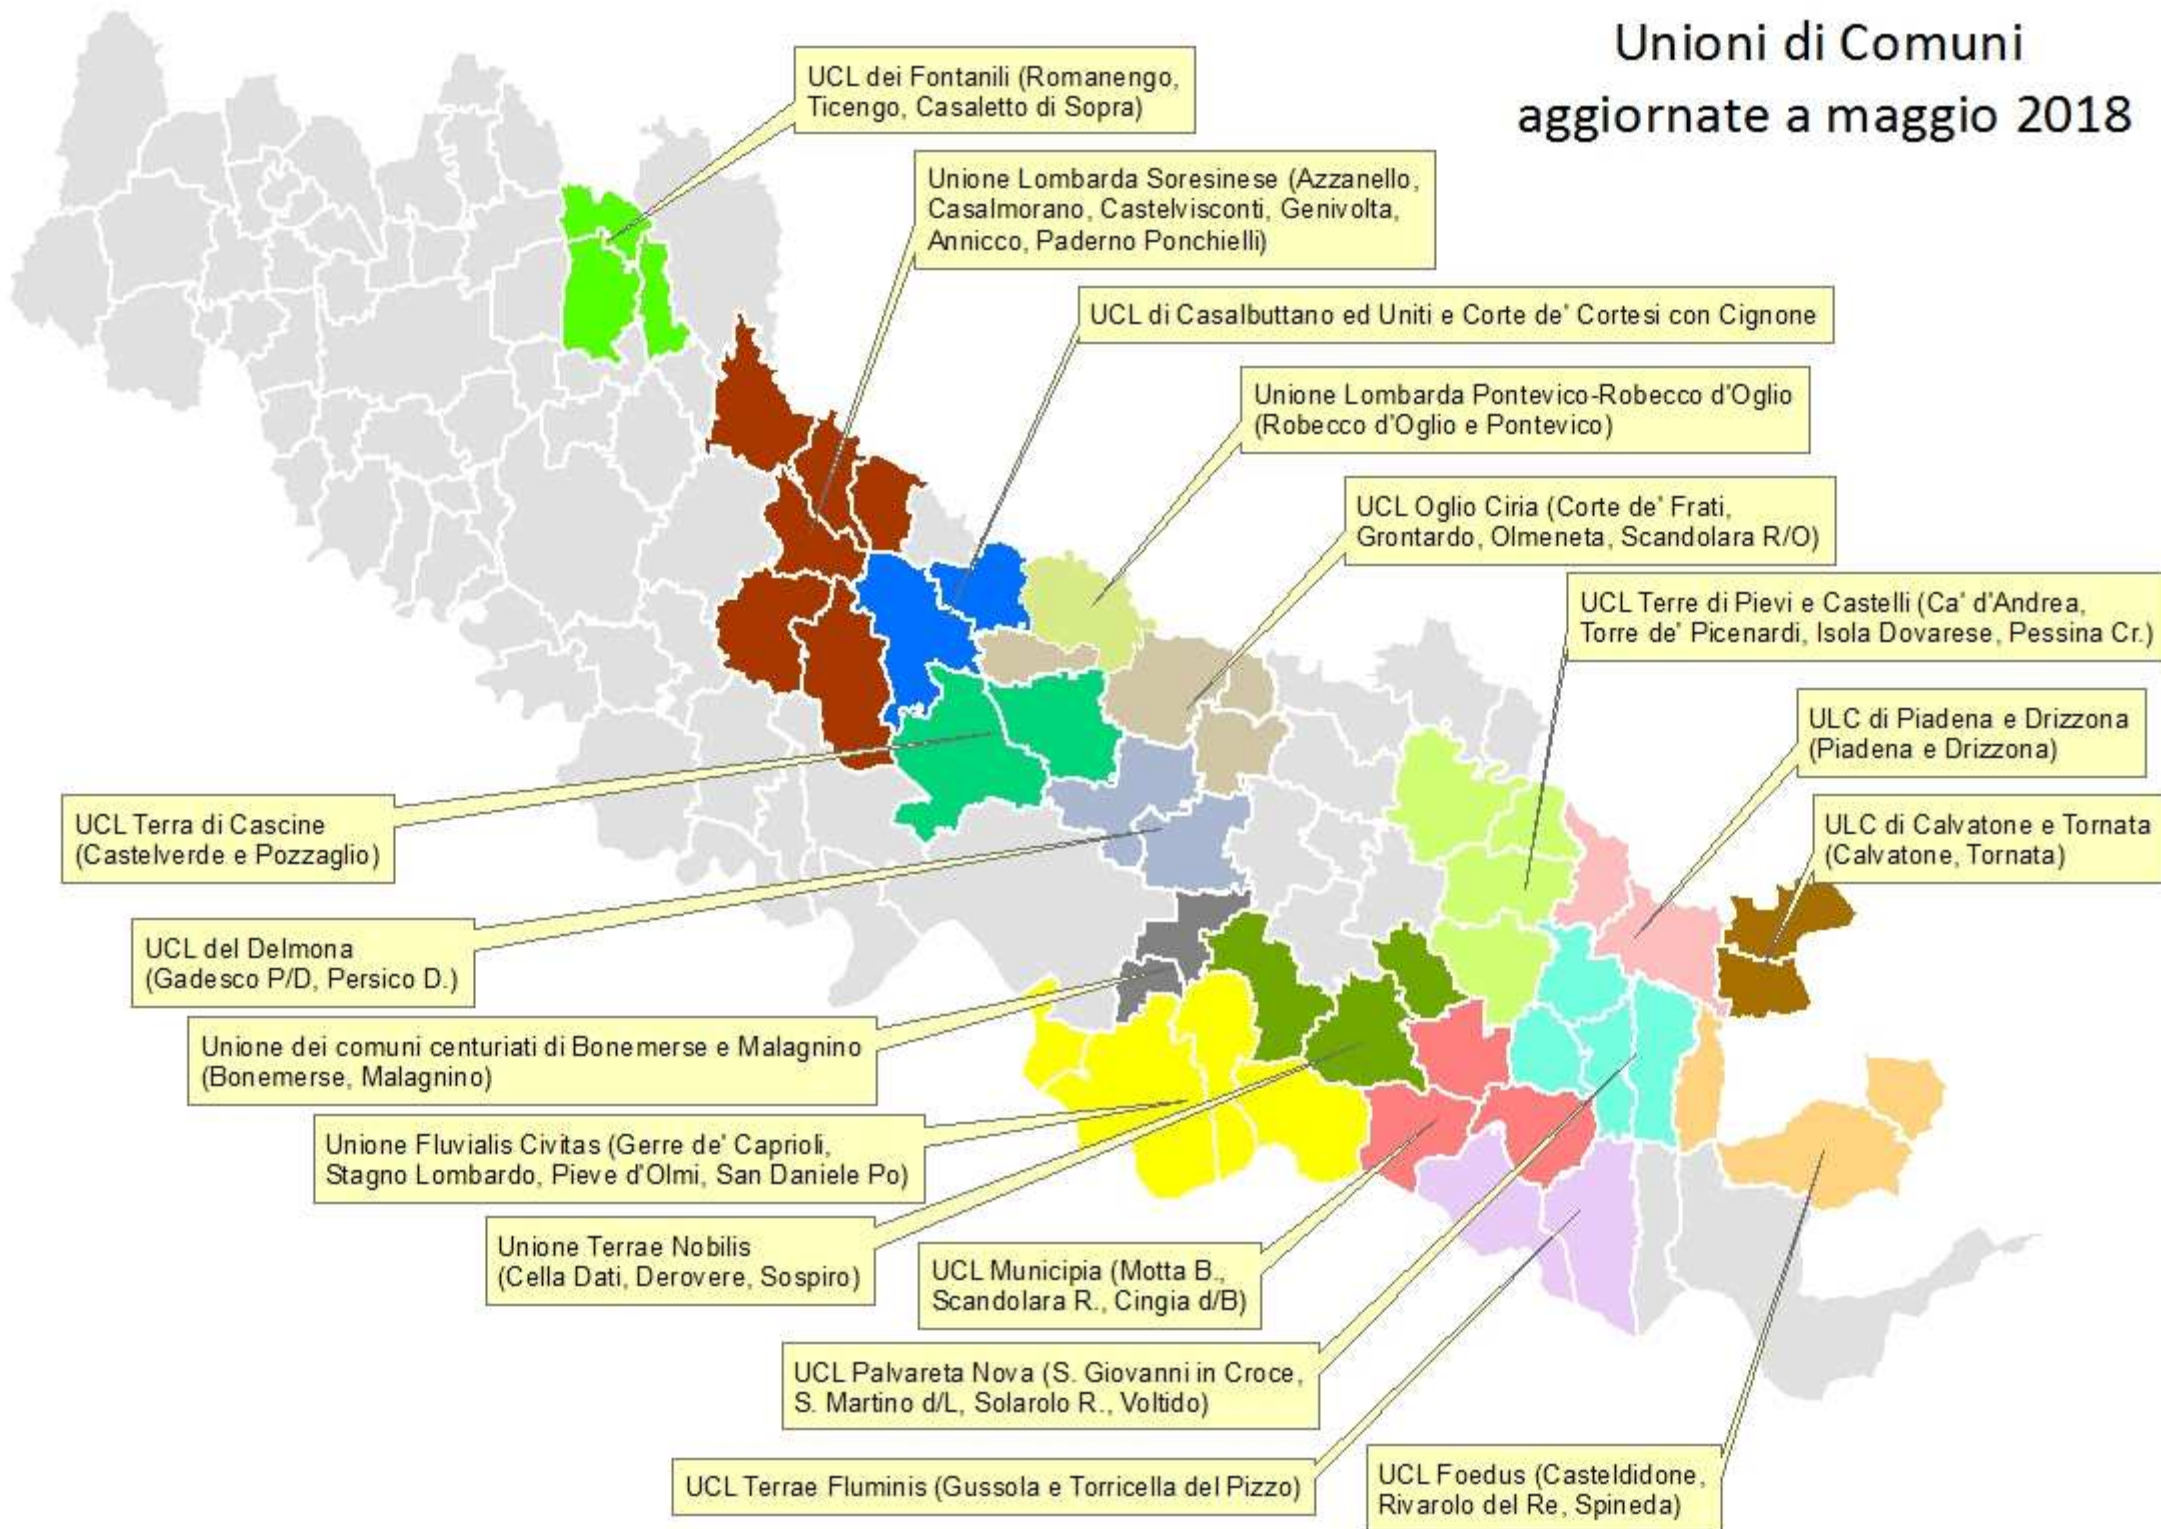 Unioni di Comuni
aggiornate a maggio 2018
UCL dei Fontanili (Romanengo,
Ticengo, Casaletto di Sopra)
Unione Lombarda Soresinese (Azzanello,
Casalmorano, Castelvisconti, Genivolta,
Annicco, Paderno Ponchielli)
UCL di Casalbuttano ed Uniti e Corte de' Cortesi con Cignone
Unione Lombarda Pontevico-Robecco d'Oglio
(Robecco d'Oglio e Pontevico)
UCL Oglio Ciria (Corte de' Frati,
Grontardo, Olmeneta, Scandolara R/O)
UCL Terre di Pievi e Castelli (Ca' d'Andrea,
Torre de' Picenardi, Isola Dovarese, Pessina Cr.)
ULC di Piadena e Drizzona
(Piadena e Drizzona)
ULC di Calvatone e Tornata
(Calvatone, Tornata)
UCL Terra di Cascine
(Castelverde e Pozzaglio)
UCL del Delmona
(Gadesco P/D, Persico D.)
Unione dei comuni centuriati di Bonemerse e Malagnino
(Bonemerse, Malagnino)
Unione Fluvialis Civitas (Gerre de' Caprioli,
Stagno Lombardo, Pieve d'Olmi, San Daniele Po)
Unione Terrae Nobilis
(Cella Dati, Derovere, Sospiro)
UCL Municipia (Motta B.,
Scandolara R., Cingia d/B)
UCL Palvareta Nova (S. Giovanni in Croce,
S. Martino d/L, Solarolo R., Voltido)
UCL Terrae Fluminis (Gussola e Torricella del Pizzo)
UCL Foedus (Casteldidone,
Rivarolo del Re, Spineda)